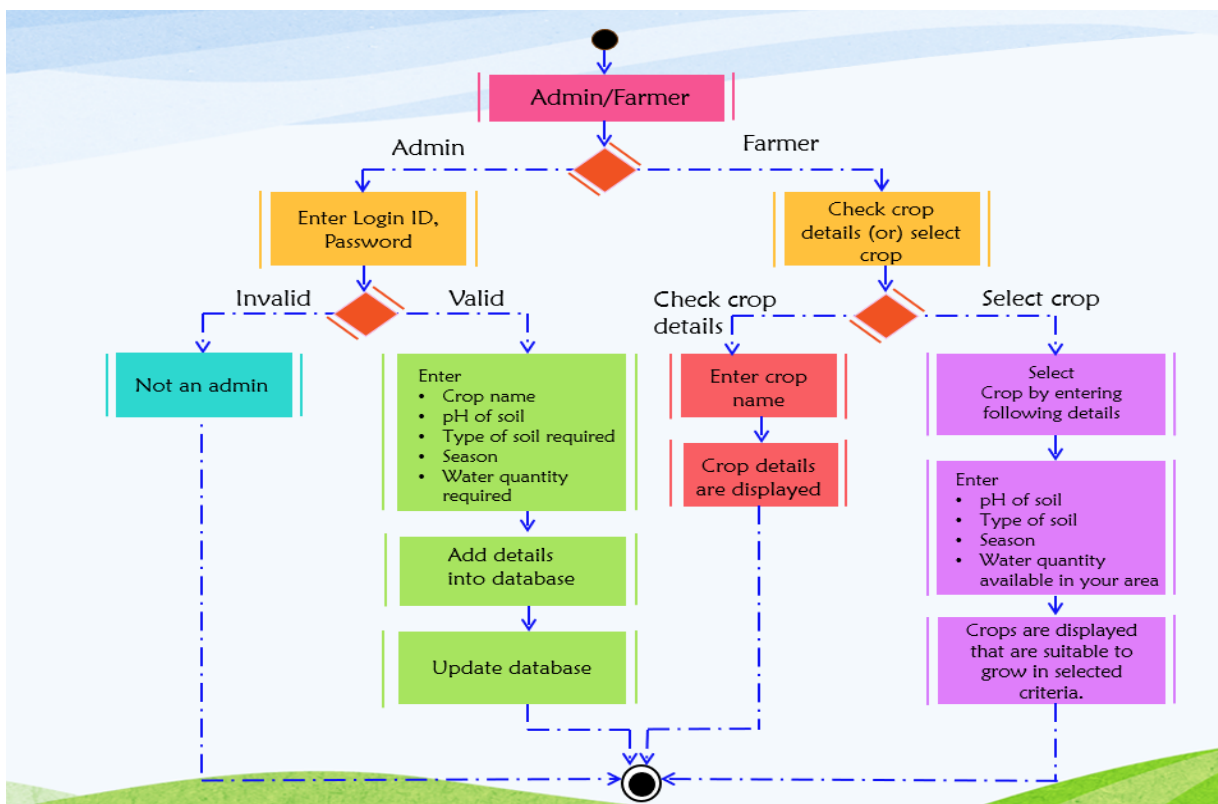 Admin/Farmer
Admin
Farmer
Enter Login ID,
Password
Check crop
details (or) select
crop
Invalid
Valid
Check crop
details
Select crop
Not an admin
Enter
• Crop name
• pH of soil
• Type of soil required
• Season
• Water quantity
required
Add details
into database
Update database
Enter crop
name
Crop details
are displayed
Select
Crop by entering
following details
Enter
• pH of soil
• Type of soil
• Season
• Water quantity
available in your area
Crops are displayed
that are suitable to
grow in selected
criteria.